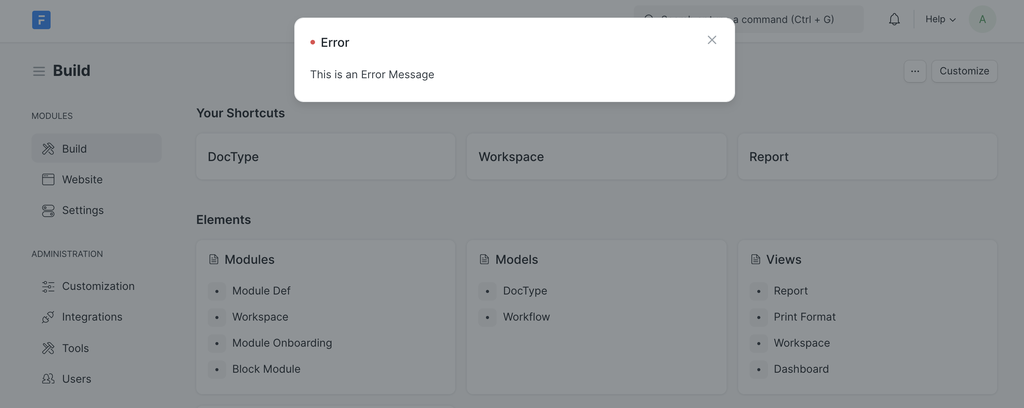 F
a command (Ctrl + G)
Help
A
Error
This is an Error Message
Build
...
Customize
MODULES
Build
Website
Settings
ADMINISTRATION
Customization
Integrations
Tools
Users
Your Shortcuts
DocType
Workspace
Report
Elements
Modules
Module Def
Workspace
Module Onboarding
Block Module
Models
DocType
Workflow
Views
Report
Print Format
Workspace
Dashboard